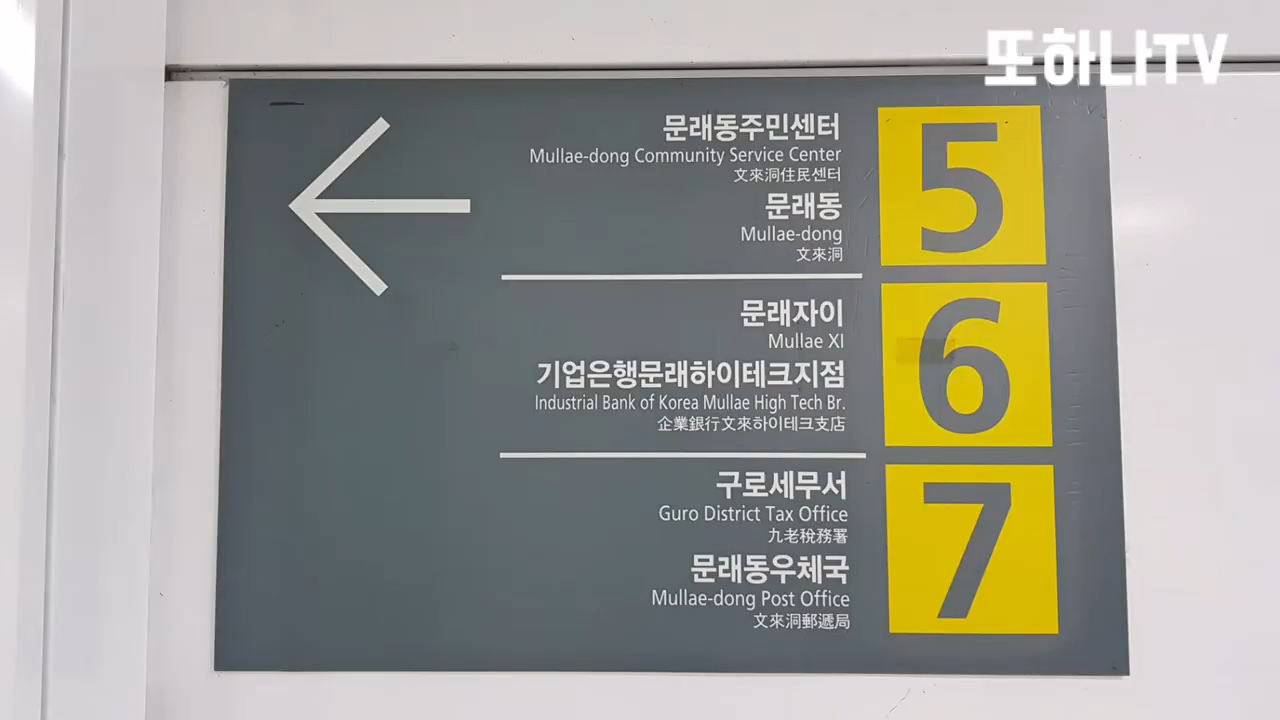 또하나TV
문래동주민센터
Mullae-dong Community Service Center
文來洞住民센터
문래동
Mullae-dong
文來洞
5
문래자이
Mullae XI
기업은행문래하이테크지점
Industrial Bank of Korea Mullae High Tech Br.
企業銀行文來하이테크支店
6
구로세무서
Guro District Tax Office
九老稅務署
문래동우체국
Mullae-dong Post Office
文來洞郵遞局
7